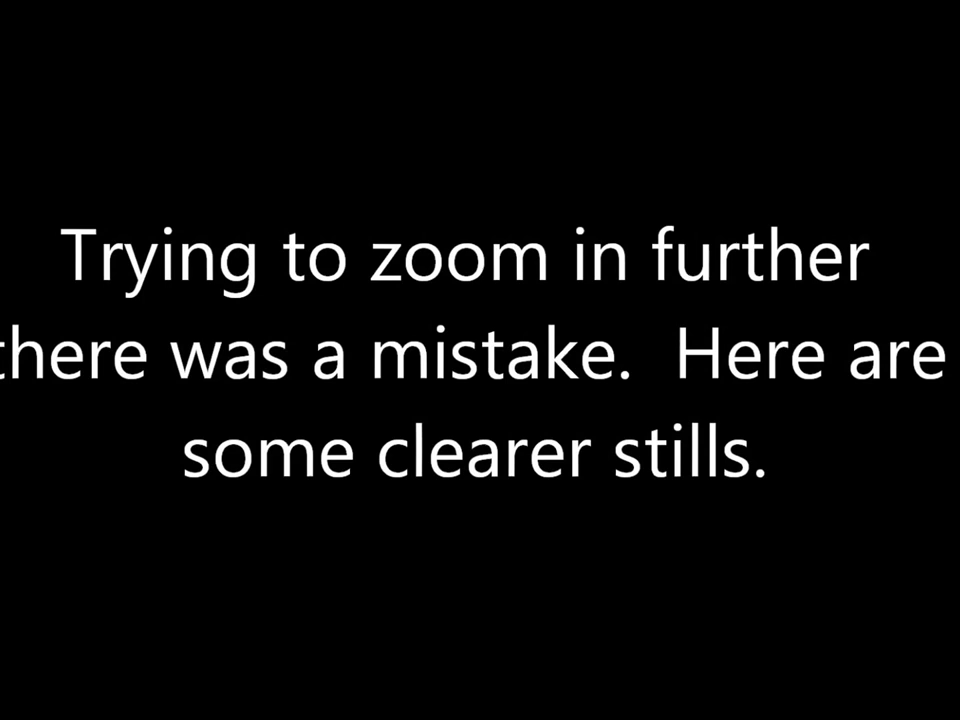 Trying to zoom in further
there was a mistake.  Here are
some clearer stills.